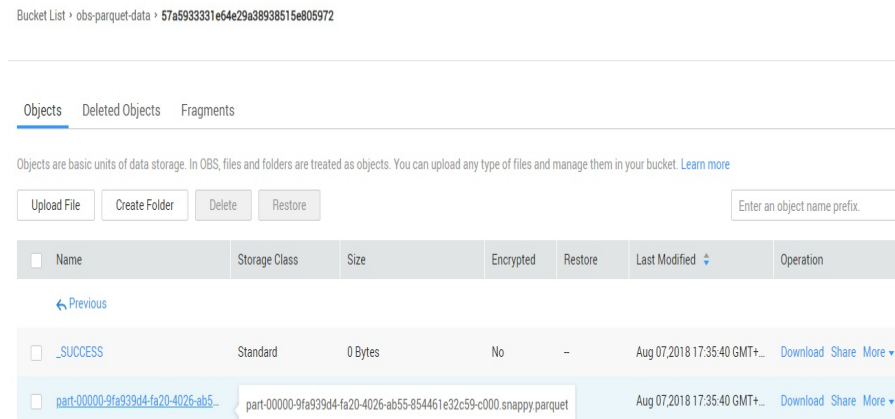 Bucket List › obs-parquet-data › 57a5933331e64e29a38938515e805972
Objects Deleted Objects Fragments
Objects are basic units of data storage. In OBS, files and folders are treated as objects. You can upload any type of files and manage them in your bucket. Learn more
Upload File Create Folder Delete Restore Enter an object name prefix.
Name Storage Class Size Encrypted Restore Last Modified Operation
Previous
_SUCCESS Standard 0 Bytes No -- Aug 07,2018 17:35:40 GMT+... Download Share More
part-00000-9fa939d4-fa20-4026-ab5... part-00000-9fa939d4-fa20-4026-ab55-854461e32c59-c000.snappy.parquet Aug 07,2018 17:35:40 GMT+... Download Share More